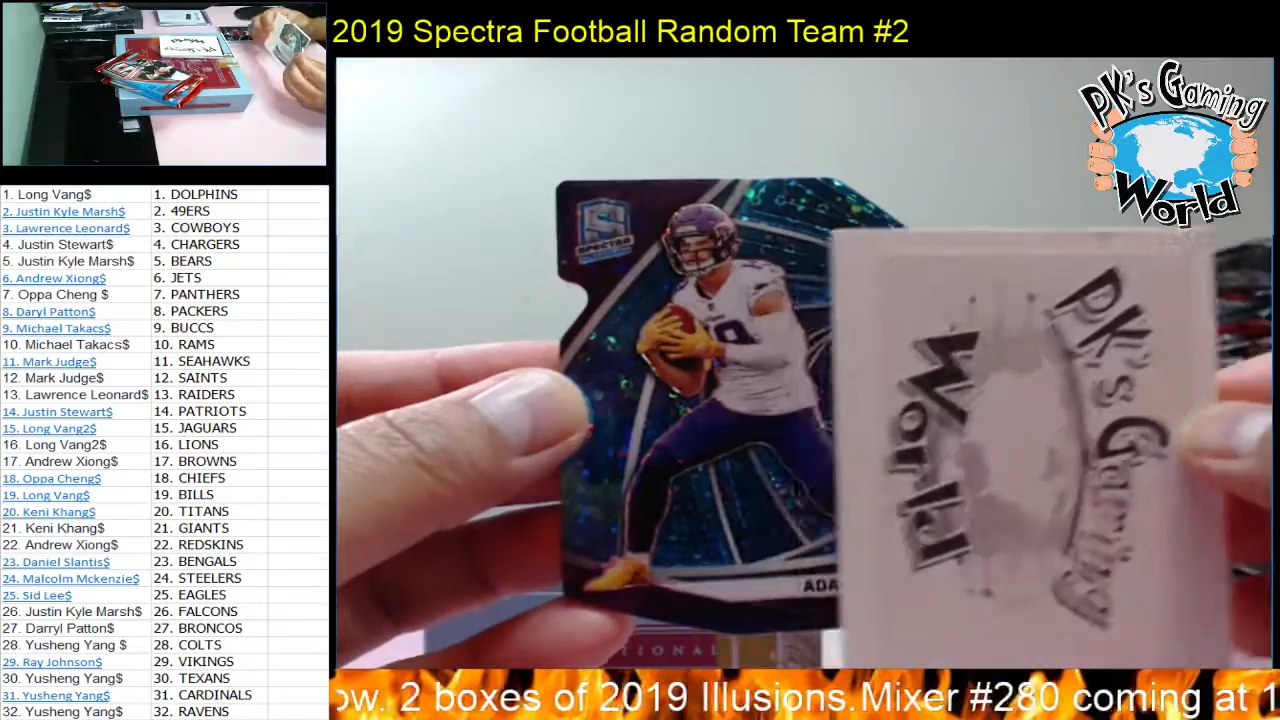 2019 Spectra Football Random Team #2
PK's Gaming
World
1. Long Vang$ 1. DOLPHINS
2. Justin Kyle Marsh$ 2. 49ERS
3. Lawrence Leonard$ 3. COWBOYS
4. Justin Stewart$ 4. CHARGERS
5. Justin Kyle Marsh$ 5. BEARS
6. Andrew Xiong$ 6. JETS
7. Oppa Cheng $ 7. PANTHERS
8. Daryl Patton$ 8. PACKERS
9. Michael Takacs$ 9. BUCCS
10. Michael Takacs$ 10. RAMS
11. Mark Judge$ 11. SEAHAWKS
12. Mark Judge$ 12. SAINTS
13. Lawrence Leonard$ 13. RAIDERS
14. Justin Stewart$ 14. PATRIOTS
15. Long Vang2$ 15. JAGUARS
16. Long Vang2$ 16. LIONS
17. Andrew Xiong$ 17. BROWNS
18. Oppa Cheng$ 18. CHIEFS
19. Long Vang$ 19. BILLS
20. Keni Khang$ 20. TITANS
21. Keni Khang$ 21. GIANTS
22. Andrew Xiong$ 22. REDSKINS
23. Daniel Slantis$ 23. BENGALS
24. Malcolm Mckenzie$ 24. STEELERS
25. Sid Lee$ 25. EAGLES
26. Justin Kyle Marsh$ 26. FALCONS
27. Darryl Patton$ 27. BRONCOS
28. Yusheng Yang $ 28. COLTS
29. Ray Johnson$ 29. VIKINGS
30. Yusheng Yang$ 30. TEXANS
31. Yusheng Yang$ 31. CARDINALS
32. Yusheng Yang$ 32. RAVENS
S
SPECTRA
19
ADA
PK's Gaming
World
TIONAL
ow. 2 boxes of 2019 Illusions.Mixer #280 coming at 1